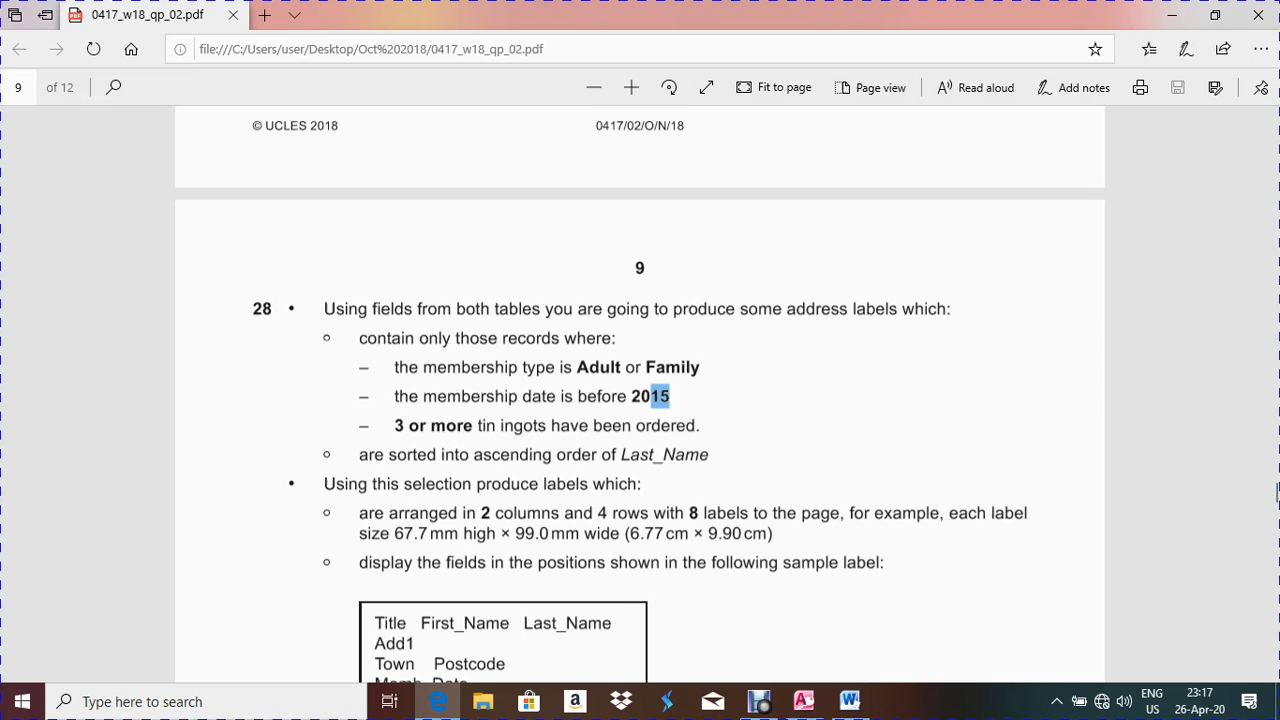 0417_w18_qp_02.pdf
file:///C:/Users/user/Desktop/Oct%202018/0417_w18_qp_02.pdf
9 of 12 Fit to page Page view Read aloud Add notes
© UCLES 2018 0417/02/O/N/18
9
28 • Using fields from both tables you are going to produce some address labels which:
contain only those records where:
– the membership type is Adult or Family
– the membership date is before 2015
– 3 or more tin ingots have been ordered.
are sorted into ascending order of Last_Name
• Using this selection produce labels which:
are arranged in 2 columns and 4 rows with 8 labels to the page, for example, each label
size 67.7 mm high × 99.0 mm wide (6.77 cm × 9.90 cm)
display the fields in the positions shown in the following sample label:
Title First_Name Last_Name
Add1
Town Postcode
Type here to search
ENG 23:17
US 26-Apr-20